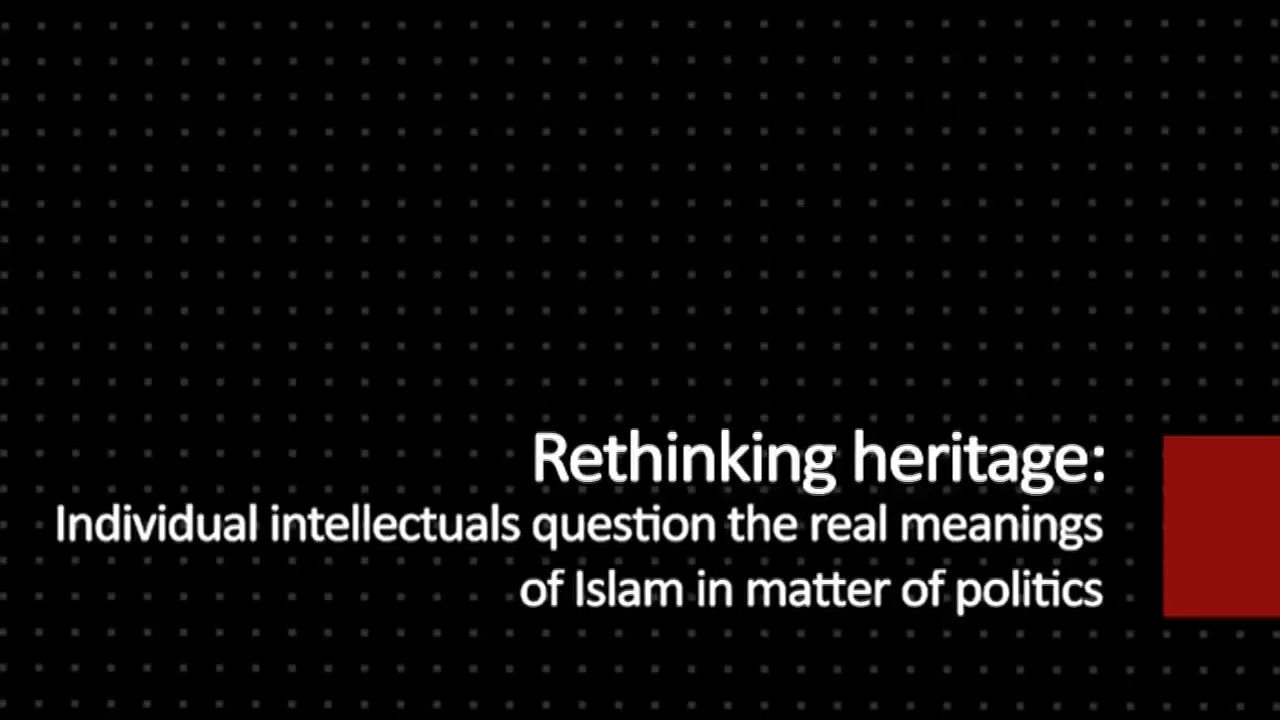 Rethinking heritage:
Individual intellectuals question the real meanings
of Islam in matter of politics